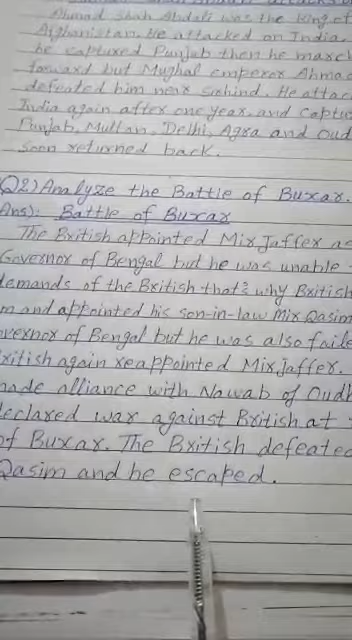 Ahmad Shah Abdali was the King of
Afghanistan. He attacked on India.
he captured Punjab then he march
forward but Mughal emperor Ahmad
defeated him near Sirhind. He attac
India again after one year and Captu
Punjab, Multan, Delhi, Agra and Oud
Soon returned back.
Q2) Analyze the Battle of Buxar.
Ans): Battle of Buxar
The British appointed Mir Jaffer as
Governor of Bengal but he was unable
demands of the British that's why British
m and appointed his son-in-law Mir Qasim
overnor of Bengal but he was also faile
ritish again reappointed Mir Jaffer.
made alliance with Nawab of Oudh
declared war against British at
of Buxar. The British defeated
Qasim and he escaped.